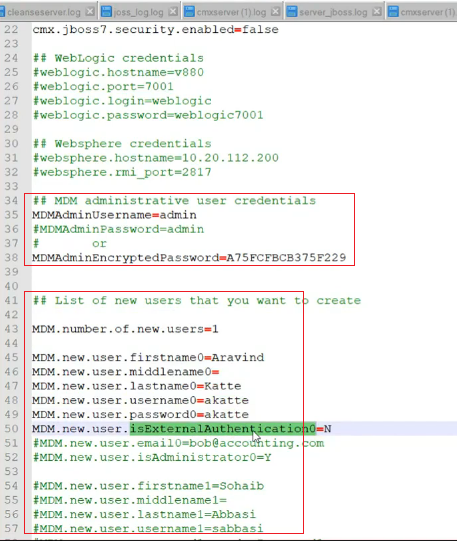 cleanseserver.log joss_log.log cmxserver (1).log server_jboss.log cmxserver (1)
22 cmx.jboss7.security.enabled=false
23
24 ## WebLogic credentials
25 #weblogic.hostname=v880
26 #weblogic.port=7001
27 #weblogic.login=weblogic
28 #weblogic.password=weblogic7001
29
30 ## Websphere credentials
31 #websphere.hostname=10.20.112.200
32 #websphere.rmi_port=2817
33
34 ## MDM administrative user credentials
35 MDMAdminUsername=admin
36 #MDMAdminPassword=admin
37 # or
38 MDMAdminEncryptedPassword=A75FCFBCB375F229
39
40
41 ## List of new users that you want to create
42
43 MDM.number.of.new.users=1
44
45 MDM.new.user.firstname0=Aravind
46 MDM.new.user.middlename0=
47 MDM.new.user.lastname0=Katte
48 MDM.new.user.username0=akatte
49 MDM.new.user.password0=akatte
50 MDM.new.user.isExternalAuthentication0=N
51 #MDM.new.user.email0=bob@accounting.com
52 #MDM.new.user.isAdministrator0=Y
53
54 #MDM.new.user.firstname1=Sohaib
55 #MDM.new.user.middlename1=
56 #MDM.new.user.lastname1=Abbasi
57 #MDM.new.user.username1=sabbasi